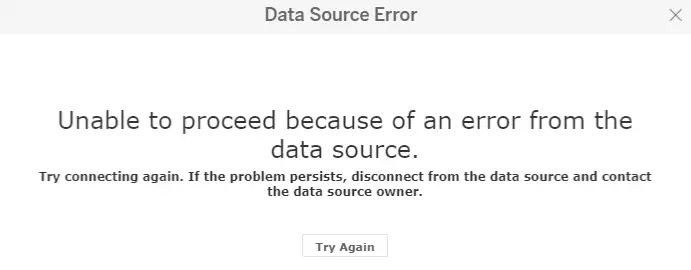 Data Source Error
Unable to proceed because of an error from the
data source.
Try connecting again. If the problem persists, disconnect from the data source and contact
the data source owner.
Try Again